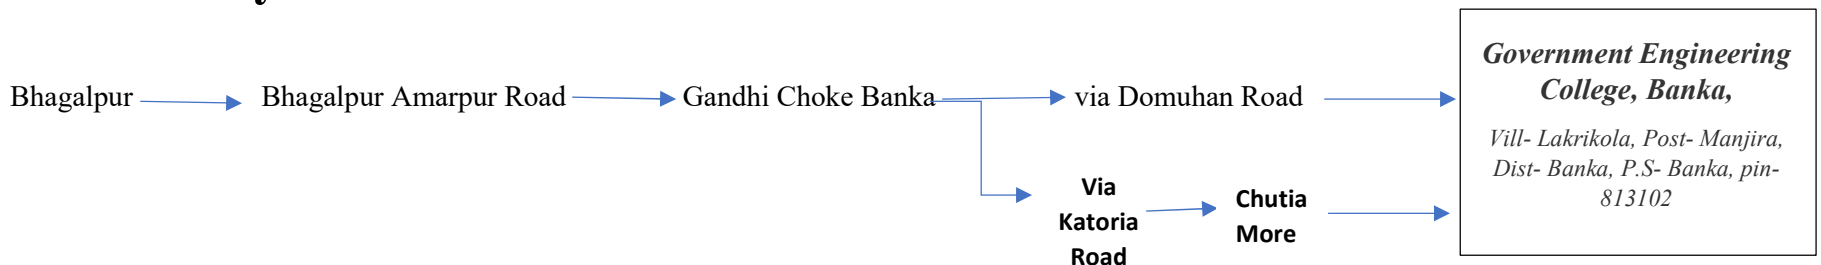 Bhagalpur
Bhagalpur Amarpur Road
Gandhi Choke Banka
via Domuhan Road
Via
Katoria
Road
Chutia
More
Government Engineering
College, Banka,
Vill- Lakrikola, Post- Manjira,
Dist- Banka, P.S- Banka, pin-
813102